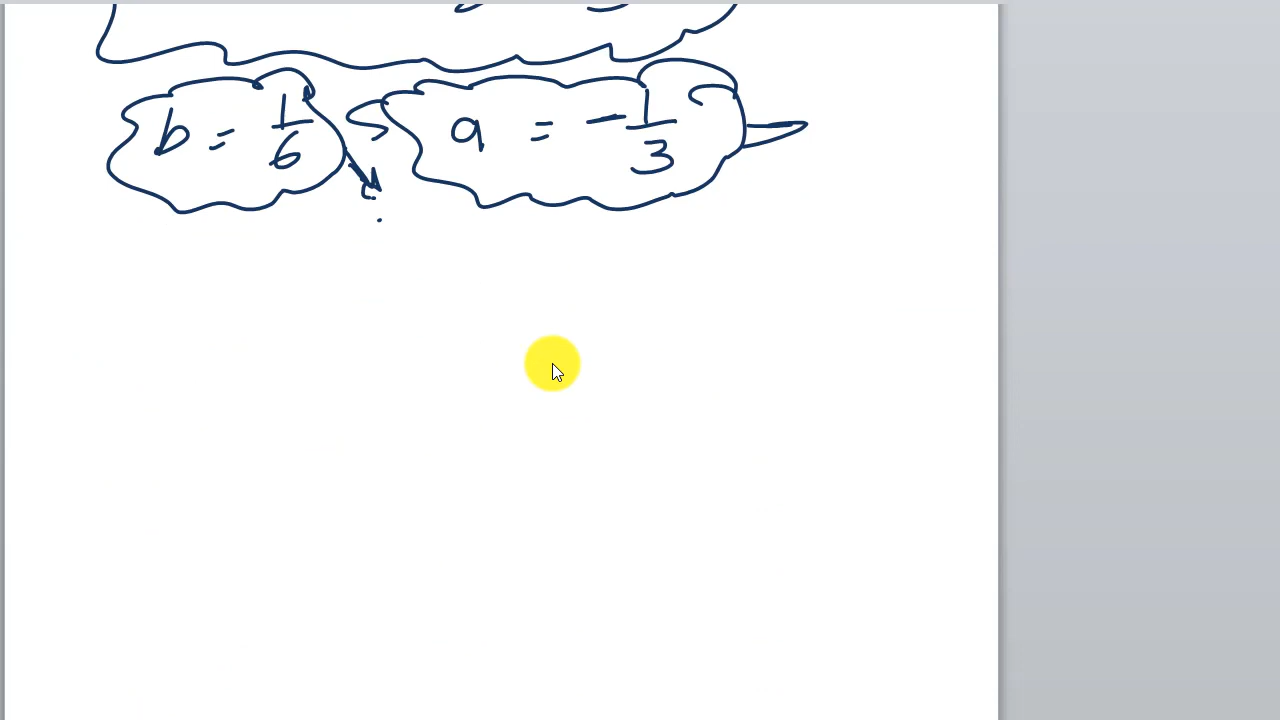 b = 1/6 a = -1/3